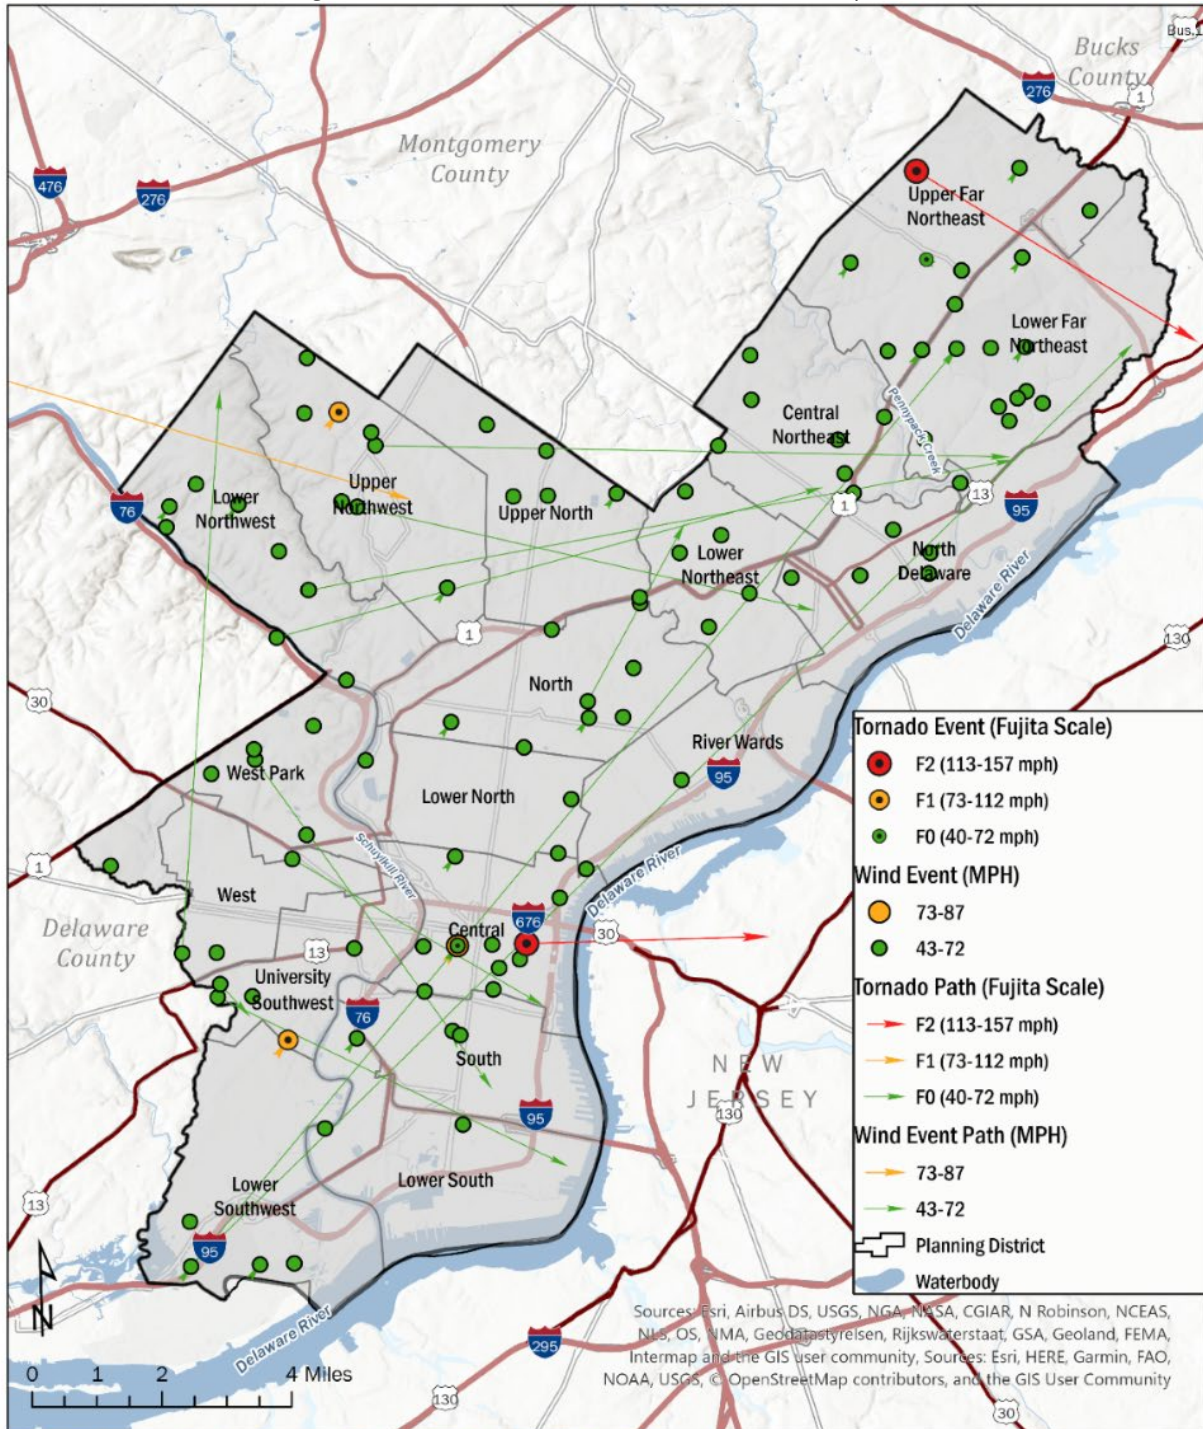 Bus.1
Bucks
County
276
1
Montgomery
County
476
276
Upper Far
Northeast
Lower Far
Northeast
Central
Northeast
Pennypack Creek
76
Lower
Northwest
Upper
Northwest
Upper North
13
1
95
Lower
Northeast
North
Delaware
Delaware River
130
1
30
North
River Wards
95
West Park
Lower North
Schuylkill River
1
West
Delaware River
Delaware
County
676
30
Central
13
University
Southwest
76
South
NEW
JERSEY
130
95
13
Lower
Southwest
Lower South
95
N
Delaware River
295
130
30
0 2 4 Miles
Tornado Event (Fujita Scale)
F2 (113-157 mph)
F1 (73-112 mph)
F0 (40-72 mph)
Wind Event (MPH)
73-87
43-72
Tornado Path (Fujita Scale)
F2 (113-157 mph)
F1 (73-112 mph)
F0 (40-72 mph)
Wind Event Path (MPH)
73-87
43-72
Planning District
Waterbody
Sources: Esri, Airbus DS, USGS, NGA, NASA, CGIAR, N Robinson, NCEAS,
NLS, OS, NMA, Geodatastyrelsen, Rijkswaterstaat, GSA, Geoland, FEMA,
Intermap and the GIS user community, Sources: Esri, HERE, Garmin, FAO,
NOAA, USGS, © OpenStreetMap contributors, and the GIS User Community